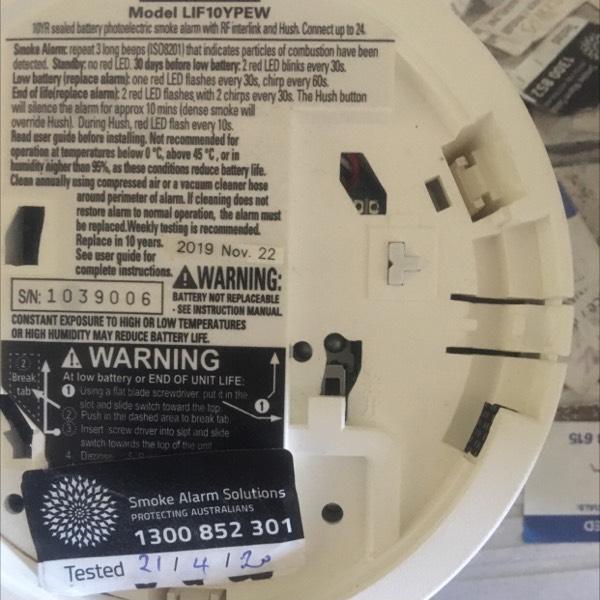 Model LIF10YPEW
10YR sealed battery photoelectric smoke alarm with RF interlink and Hush. Connect up to 24.
Smoke Alarm: repeat 3 long beeps (ISO8201) that indicates particles of combustion have been
detected. Standby: no red LED. 30 days before low battery: 2 red LED blinks every 30s.
Low battery (replace alarm): one red LED flashes every 30s, chirp every 60s.
End of life(replace alarm): 2 red LED flashes with 2 chirps every 30s. The Hush button
will silence the alarm for approx 10 mins (dense smoke will
override Hush). During Hush, red LED flash every 10s.
Read user guide before installing. Not recommended for
operation at temperatures below 0 °C, above 45 °C, or in
humidity higher than 95%, as these conditions reduce battery life.
Clean annually using compressed air or a vacuum cleaner hose
around perimeter of alarm. If cleaning does not
restore alarm to normal operation, the alarm must
be replaced.Weekly testing is recommended.
Replace in 10 years. 2019 Nov. 22
See user guide for
complete instructions.
WARNING:
BATTERY NOT REPLACEABLE
- SEE INSTRUCTION MANUAL
S/N: 1039006
CONSTANT EXPOSURE TO HIGH OR LOW TEMPERATURES
OR HIGH HUMIDITY MAY REDUCE BATTERY LIFE.
WARNING
At low battery or END OF UNIT LIFE:
1 Using a flat blade screwdriver, put it in the
slot and slide switch toward the top.
2 Push in the dashed area to break tab.
3 Insert screw driver into slot and slide
switch towards the top of the unit.
4.
2
Break
tab
1
Smoke Alarm Solutions
PROTECTING AUSTRALIANS
1300 852 301
Tested 21/4/20
1300 852
615